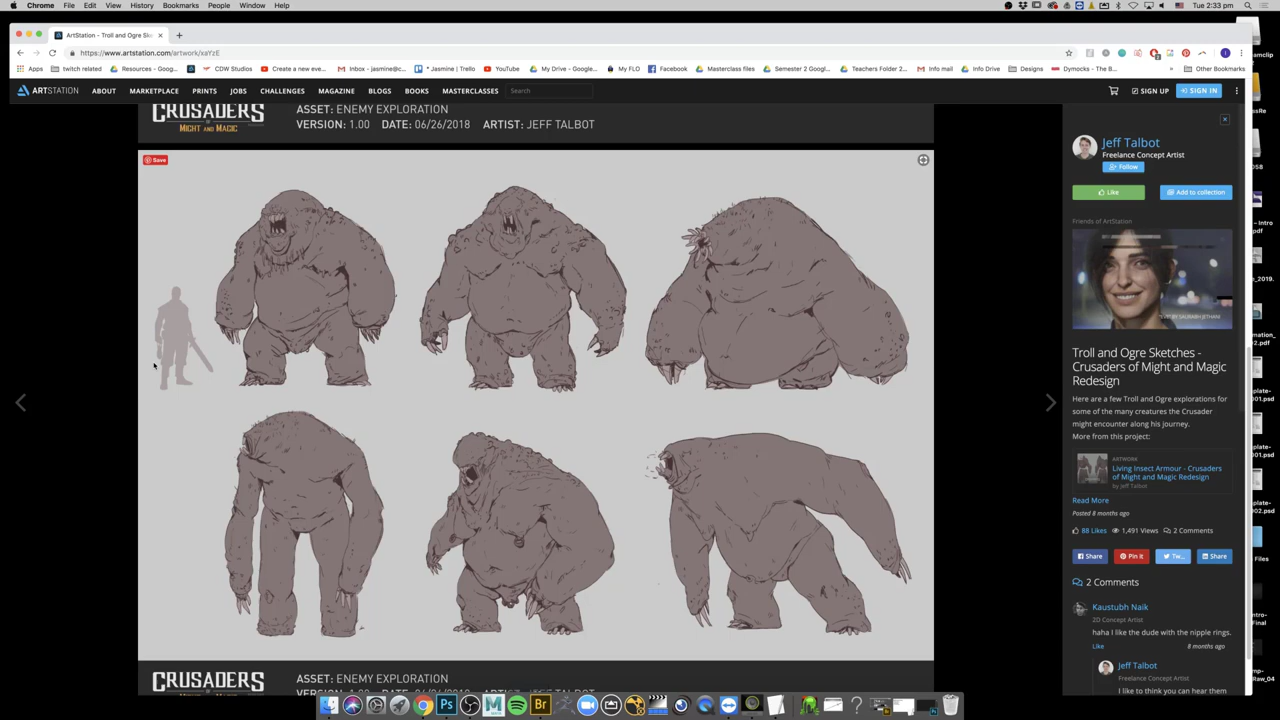 Chrome File Edit View History Bookmarks People Window Help
Tue 2:33 pm
ArtStation - Troll and Ogre Ske
https://www.artstation.com/artwork/xaYzE
Apps twitch related Resources - Goog... CDW Studios Create a new eve... Inbox - jasmine@c... * Jasmine | Trello YouTube My Drive - Google... My FLO Facebook Masterclass files Semester 2 Googl... Teachers Folder 2... Info mail Info Drive Designs Dymocks - The B... » Other Bookmarks
ARTSTATION ABOUT MARKETPLACE PRINTS JOBS CHALLENGES MAGAZINE BLOGS BOOKS MASTERCLASSES Search SIGN UP SIGN IN
CRUSADERS
OF MIGHT AND MAGIC
ASSET: ENEMY EXPLORATION
VERSION: 1.00 DATE: 06/26/2018 ARTIST: JEFF TALBOT
Save
Jeff Talbot
Freelance Concept Artist
Follow
Like Add to collection
Friends of ArtStation
Troll and Ogre Sketches -
Crusaders of Might and Magic
Redesign
Here are a few Troll and Ogre explorations for
some of the many creatures the Crusader
might encounter along his journey.
More from this project:
ARTWORK
Living Insect Armour - Crusaders
of Might and Magic Redesign
by Jeff Talbot
Read More
Posted 8 months ago
88 Likes 1,491 Views 2 Comments
Share Pin it Tw... Share
2 Comments
Kaustubh Naik
2D Concept Artist
haha I like the dude with the nipple rings.
Like 8 months ago
Jeff Talbot
Freelance Concept Artist
I like to think you can hear them
CRUSADERS
ASSET: ENEMY EXPLORATION